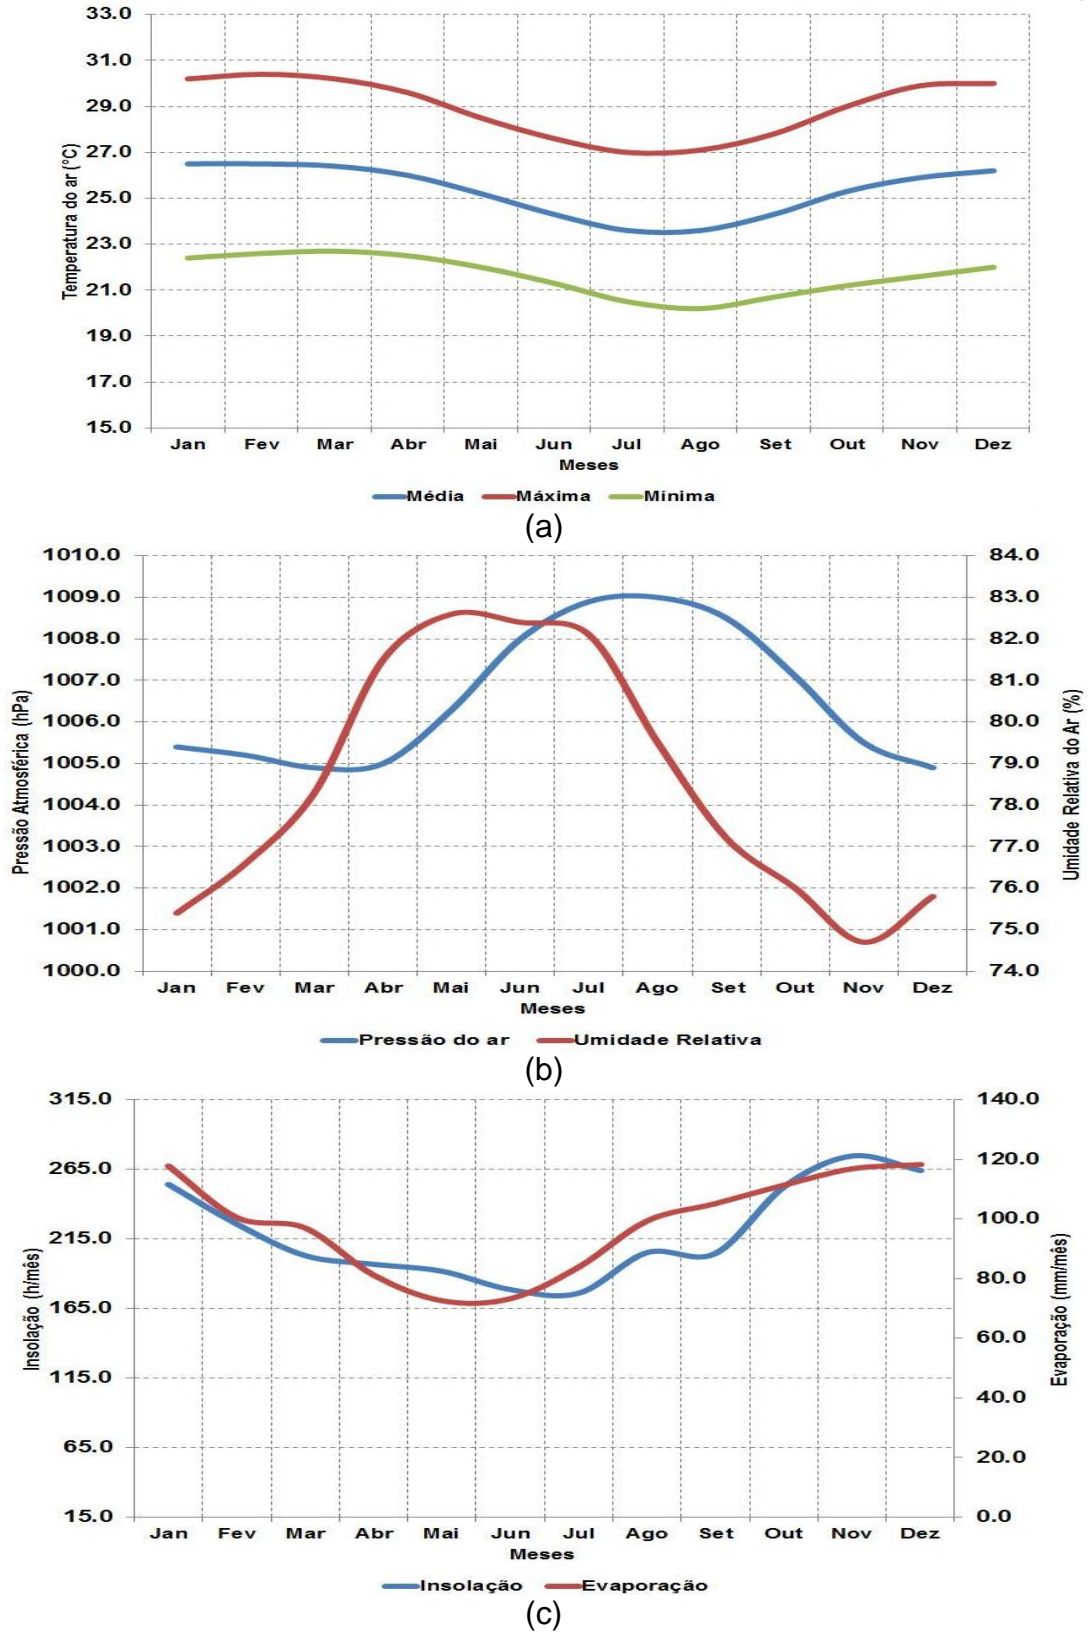 33.0
31.0
29.0
27.0
25.0
23.0
21.0
19.0
17.0
15.0
Temperatura do ar (°C)
Jan Fev Mar Abr Mai Jun Jul Ago Set Out Nov Dez
Meses
Média Máxima Mínima
(a)
1010.0 84.0
1009.0 83.0
1008.0 82.0
1007.0 81.0
1006.0 80.0
1005.0 79.0
1004.0 78.0
1003.0 77.0
1002.0 76.0
1001.0 75.0
1000.0 74.0
Pressão Atmosférica (hPa)
Umidade Relativa do Ar (%)
Jan Fev Mar Abr Mai Jun Jul Ago Set Out Nov Dez
Meses
Pressão do ar Umidade Relativa
(b)
315.0 140.0
265.0 120.0
215.0 100.0
165.0 80.0
115.0 60.0
65.0 40.0
15.0 20.0
0.0
Insolação (h/mês)
Evaporação (mm/mês)
Jan Fev Mar Abr Mai Jun Jul Ago Set Out Nov Dez
Meses
Insolação Evaporação
(c)